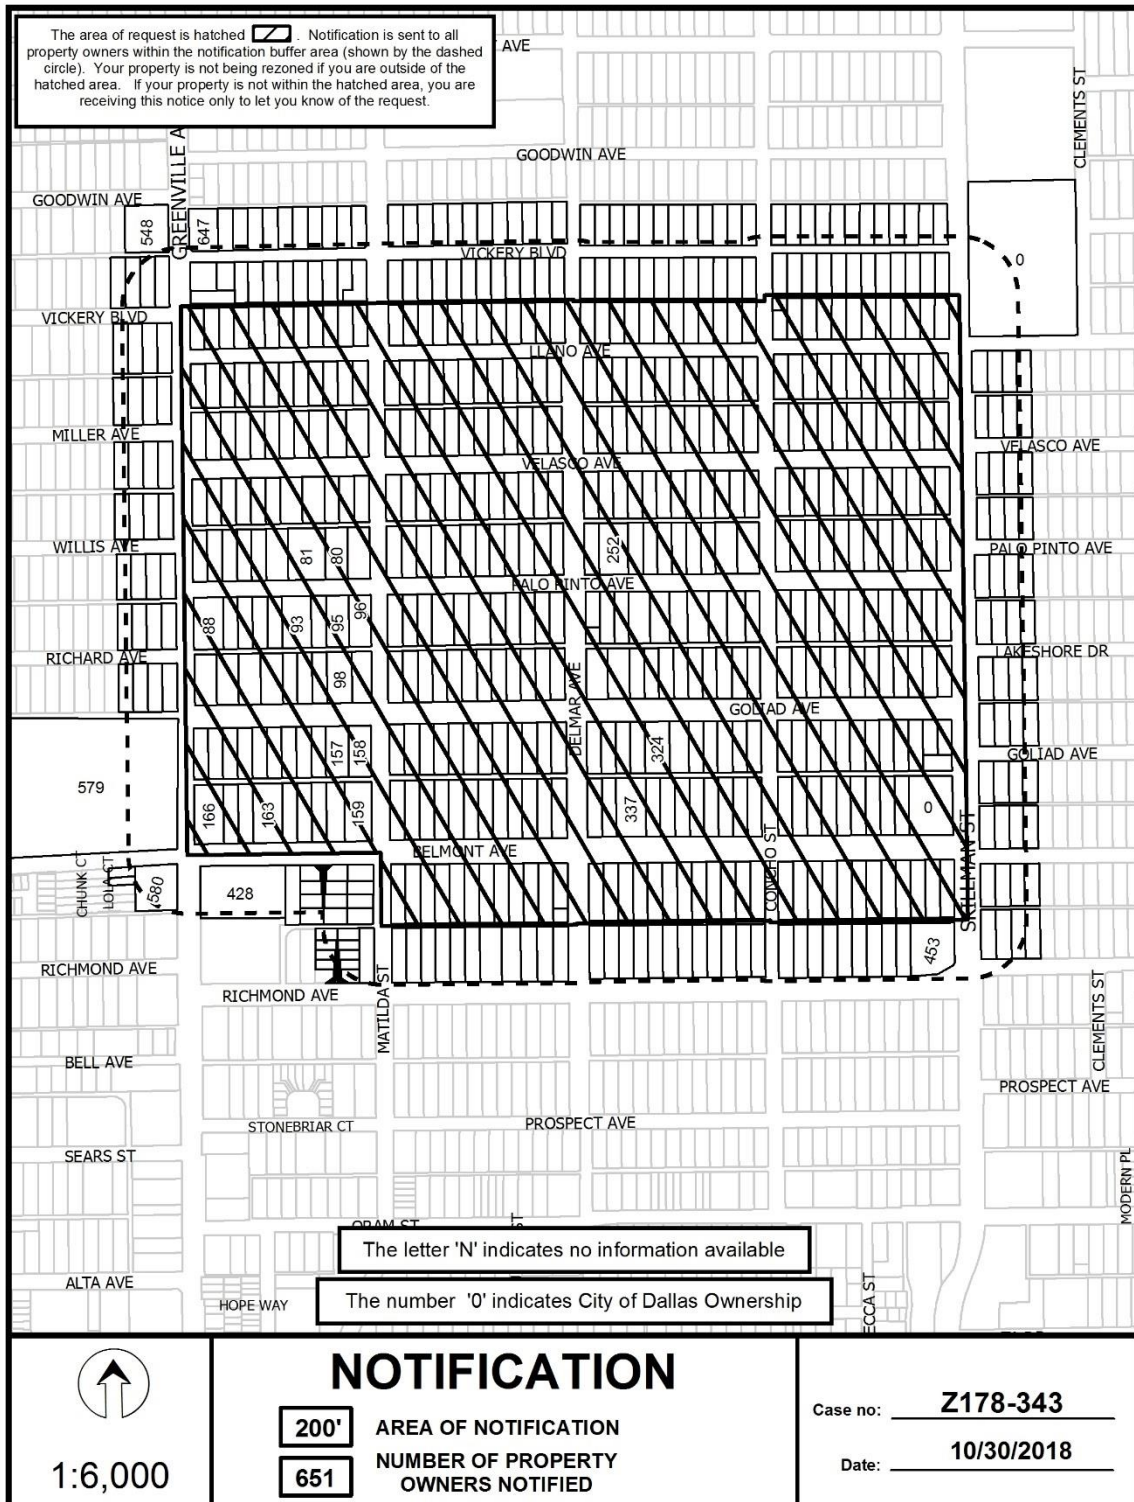 The area of request is hatched . Notification is sent to all
property owners within the notification buffer area (shown by the dashed
circle). Your property is not being rezoned if you are outside of the
hatched area. If your property is not within the hatched area, you are
receiving this notice only to let you know of the request.
AVE
CLEMENTS ST
GOODWIN AVE
GREENVILLE A
GOODWIN AVE
548
647
VICKERY BLVD
0
VICKERY BLVD
LLANO AVE
MILLER AVE
VELASCO AVE
VELASCO AVE
WILLIS AVE
81
80
252
PALO PINTO AVE
PALO PINTO AVE
88
93
95
96
RICHARD AVE
LAKESHORE DR
98
DELMAR AVE
GOLIAD AVE
157
158
324
GOLIAD AVE
579
166
163
159
337
0
BELMONT AVE
CONCHO ST
SKILLMAN ST
CHUNK CT
LOLA CT
580
428
453
RICHMOND AVE
RICHMOND AVE
MATILDA ST
CLEMENTS ST
BELL AVE
PROSPECT AVE
STONEBRIAR CT
PROSPECT AVE
SEARS ST
MODERN PL
ORAM ST
ST
The letter 'N' indicates no information available
ALTA AVE
HOPE WAY
The number '0' indicates City of Dallas Ownership
ECCA ST
NOTIFICATION
200' AREA OF NOTIFICATION
651 NUMBER OF PROPERTY
OWNERS NOTIFIED
1:6,000
Case no: Z178-343
Date: 10/30/2018